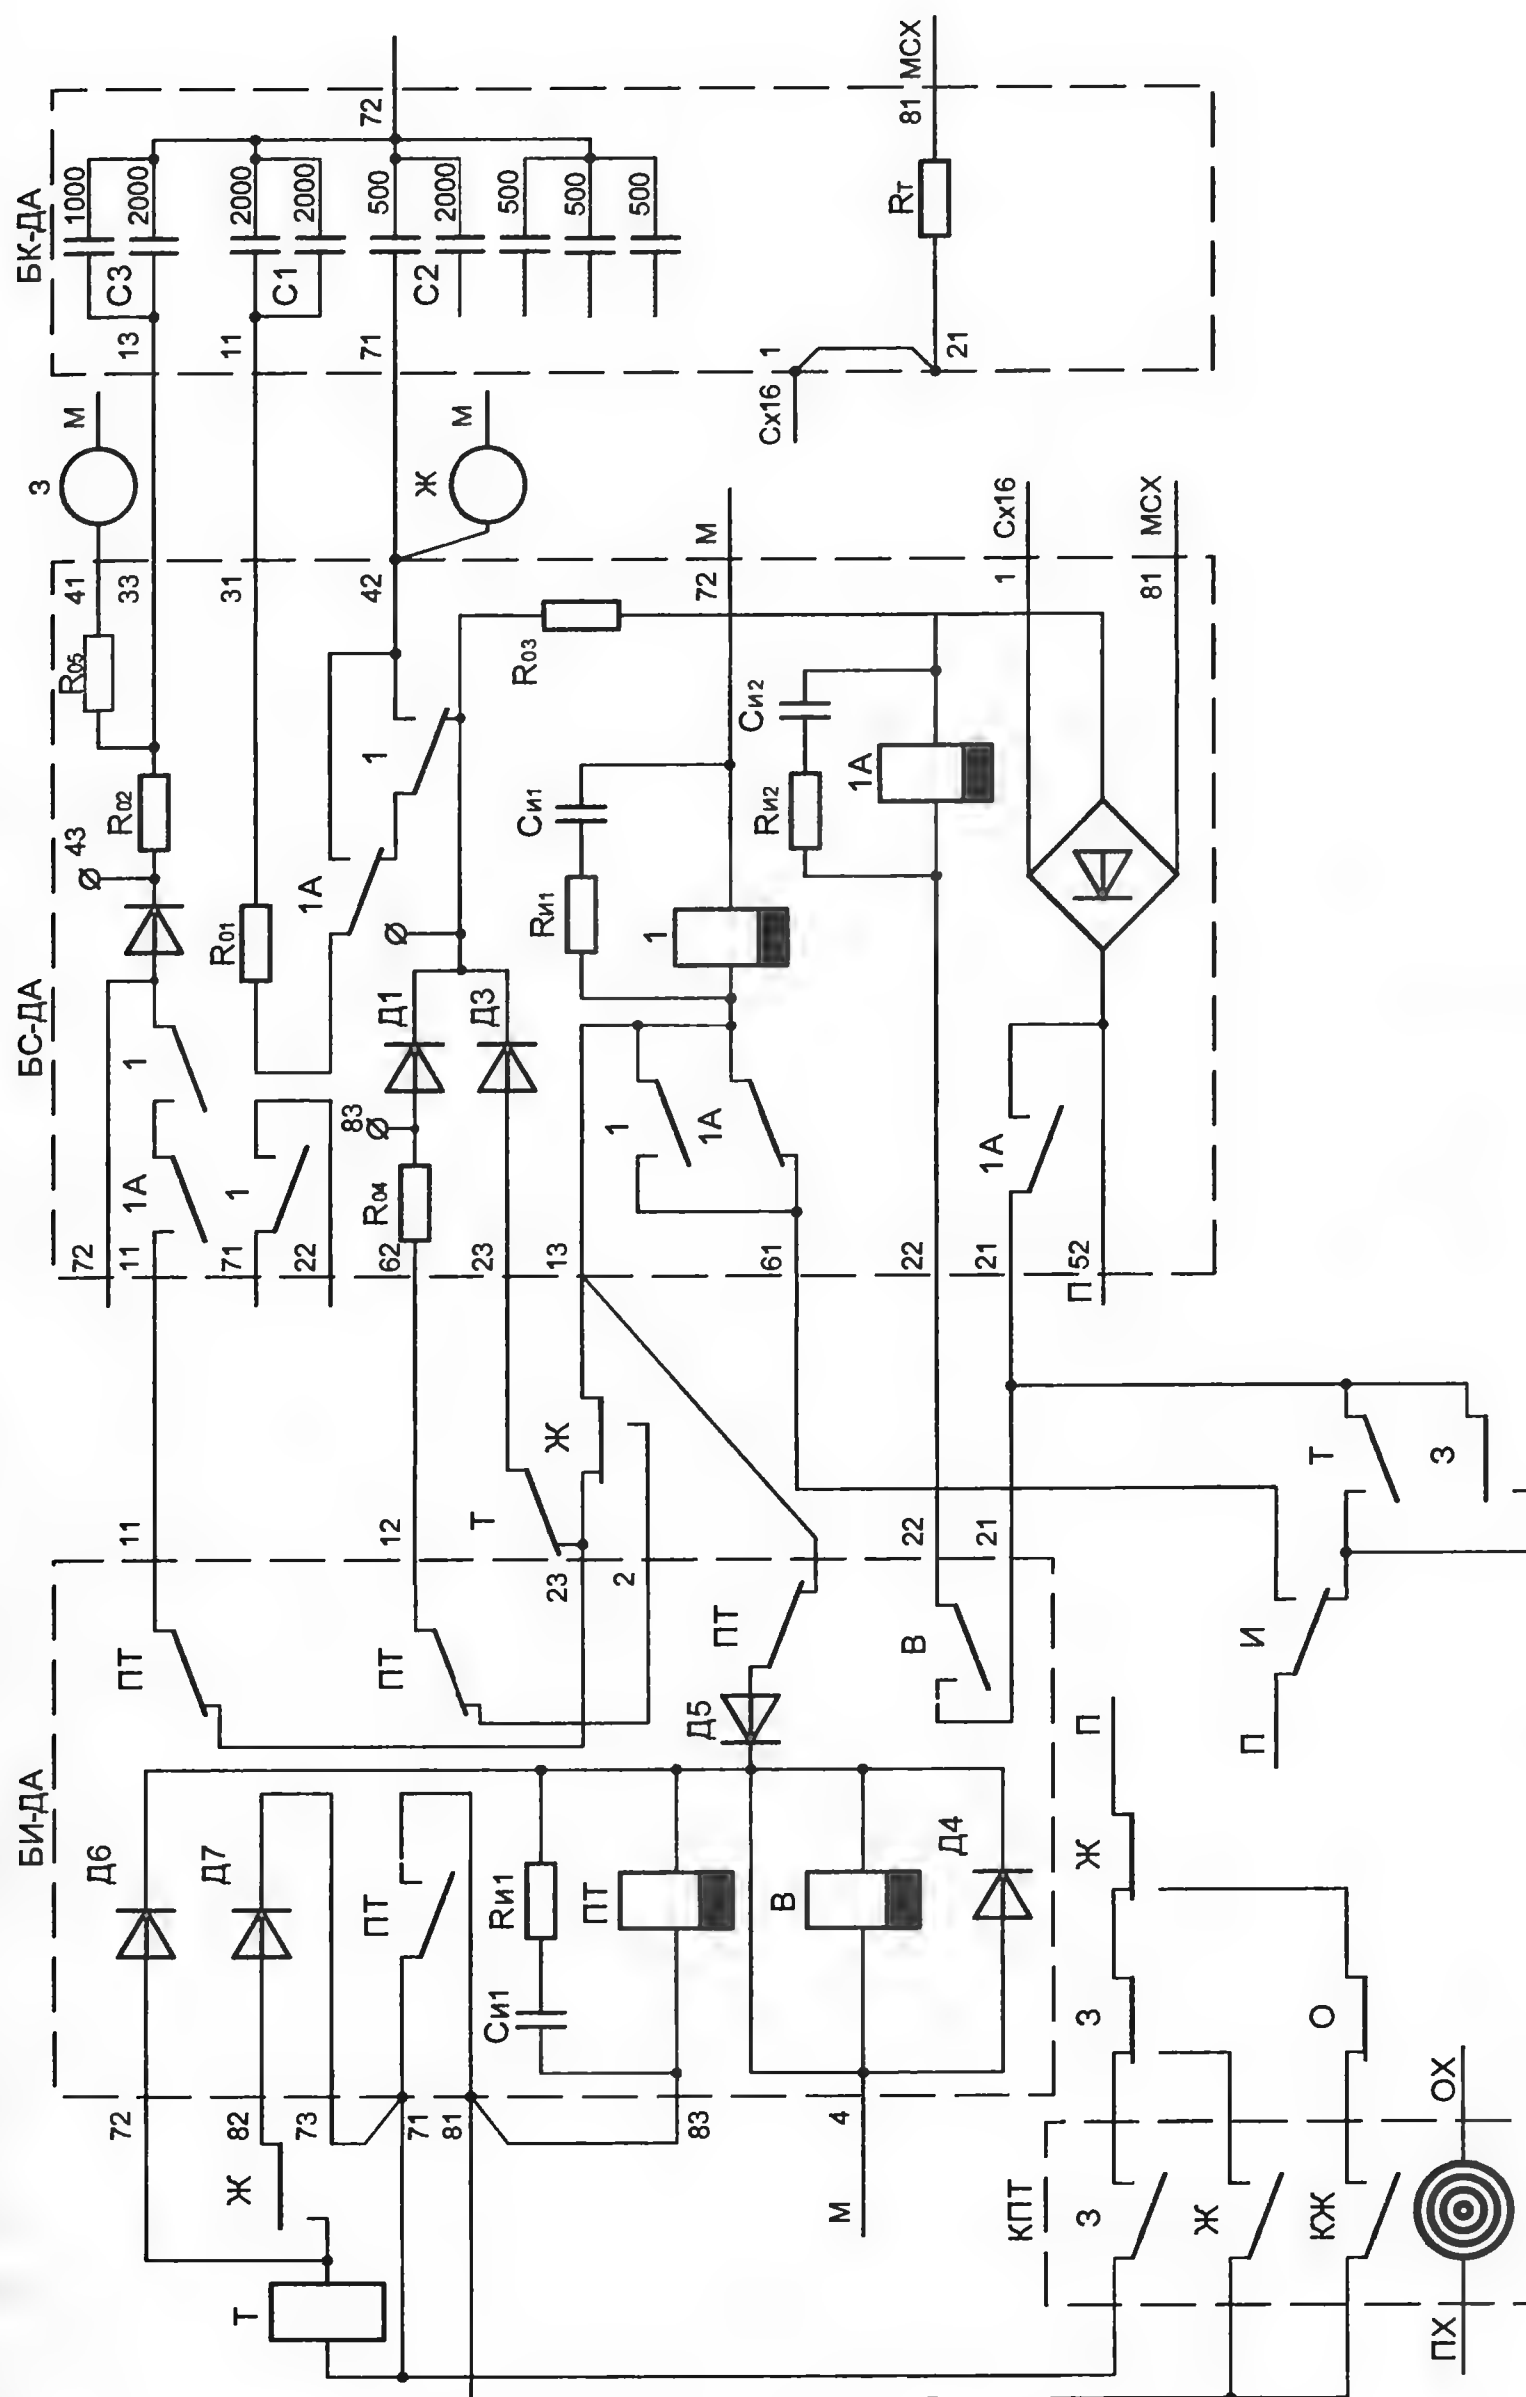 БК-ДА
1000
2000
С3
13
2000
2000
С1
11
500
2000
С2
71
72
500
500
500
81
МСХ
Rт
1
21
Сх16
З
М
Ж
М
БС-ДА
41
33
31
42
72
М
1
Сх16
81
МСХ
R05
R02
43
R01
1А
1
R03
Си1
Rи1
1
Си2
Rи2
1А
1
1А
1
Д1
Д3
83
R04
1
1А
1А
72
11
71
22
62
23
13
61
22
21
52
П
Ж
Т
Т
З
БИ-ДА
11
12
23
2
22
21
ПТ
ПТ
ПТ
В
И
П
Д5
П
Д6
Д7
ПТ
Rи1
Си1
ПТ
В
Д4
Ж
З
О
72
82
73
71
81
83
4
М
Ж
Т
КПТ
З
Ж
КЖ
ОХ
ПХ